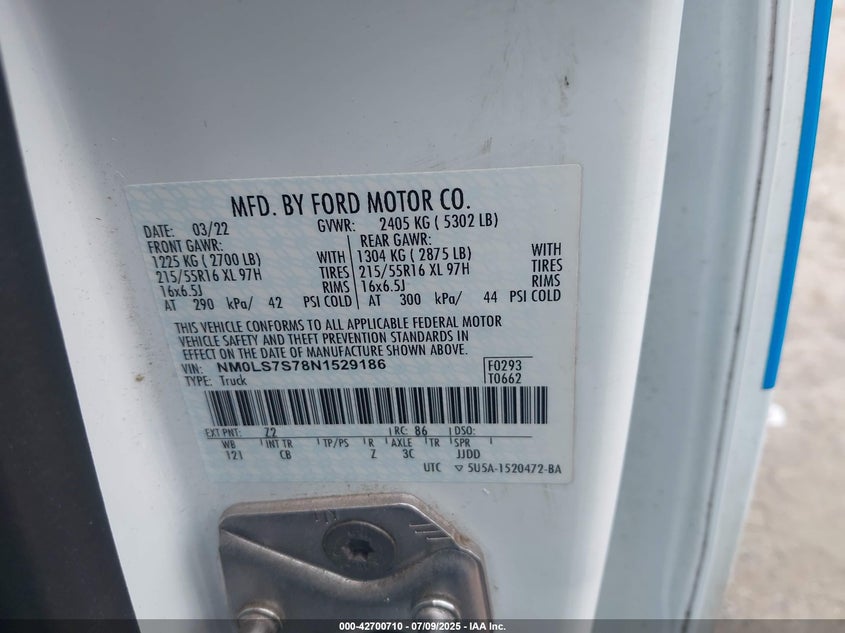 MFD. BY FORD MOTOR CO.
DATE: 03/22 GVWR: 2405 KG ( 5302 LB)
FRONT GAWR: REAR GAWR:
1225 KG ( 2700 LB) WITH 1304 KG ( 2875 LB) WITH
215/55R16 XL 97H TIRES 215/55R16 XL 97H TIRES
16x6.5J RIMS 16x6.5J RIMS
AT 290 kPa/ 42 PSI COLD AT 300 kPa/ 44 PSI COLD
THIS VEHICLE CONFORMS TO ALL APPLICABLE FEDERAL MOTOR
VEHICLE SAFETY AND THEFT PREVENTION STANDARDS IN
EFFECT ON THE DATE OF MANUFACTURE SHOWN ABOVE.
VIN: NM0LS7S78N1529186 F0293
TYPE: Truck T0662
EXT PNT: Z2 RC: 86 DSO:
WB INT TR TP/PS R AXLE TR SPR
121 CB Z 3C JJDD
UTC ▽ 5U5A-1520472-BA
000-42700710 - 07/09/2025 - IAA Inc.